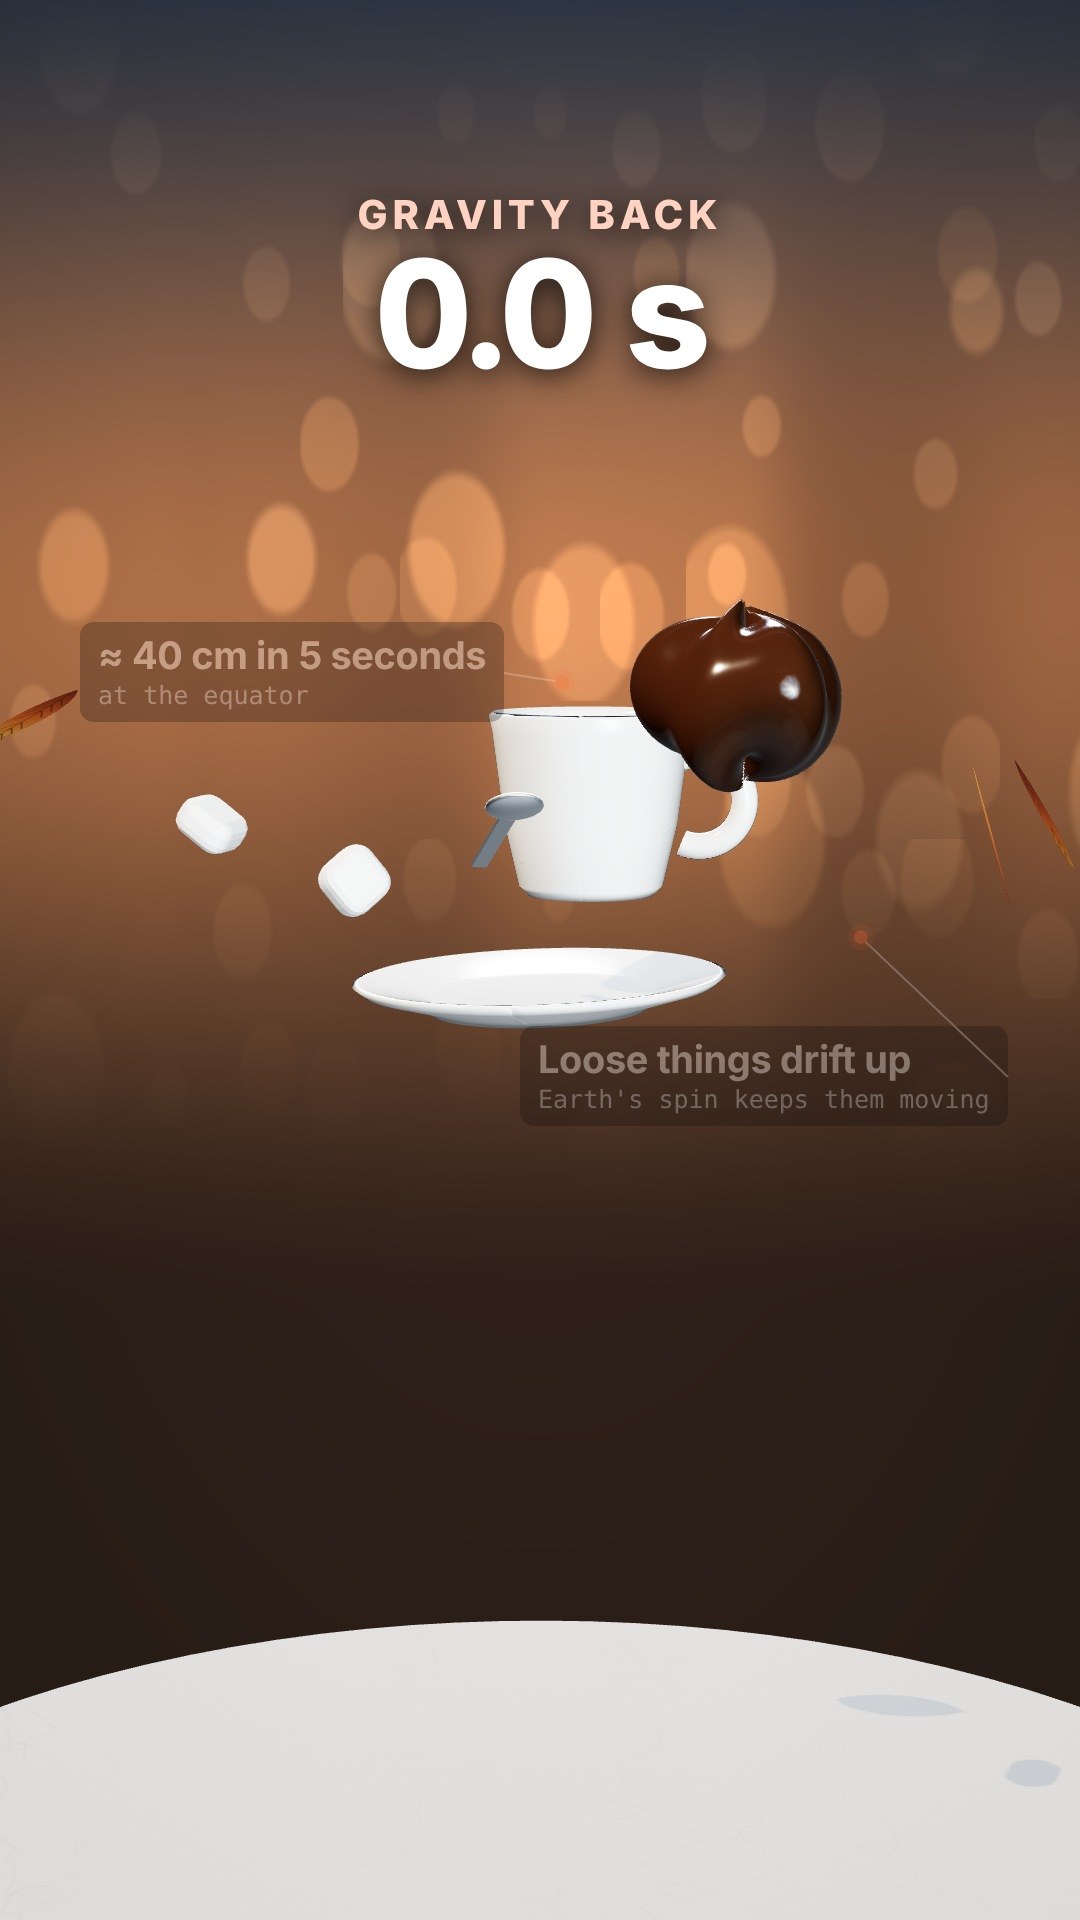 GRAVITY BACK
0.0 s
≈ 40 cm in 5 seconds
at the equator
Loose things drift up
Earth's spin keeps them moving